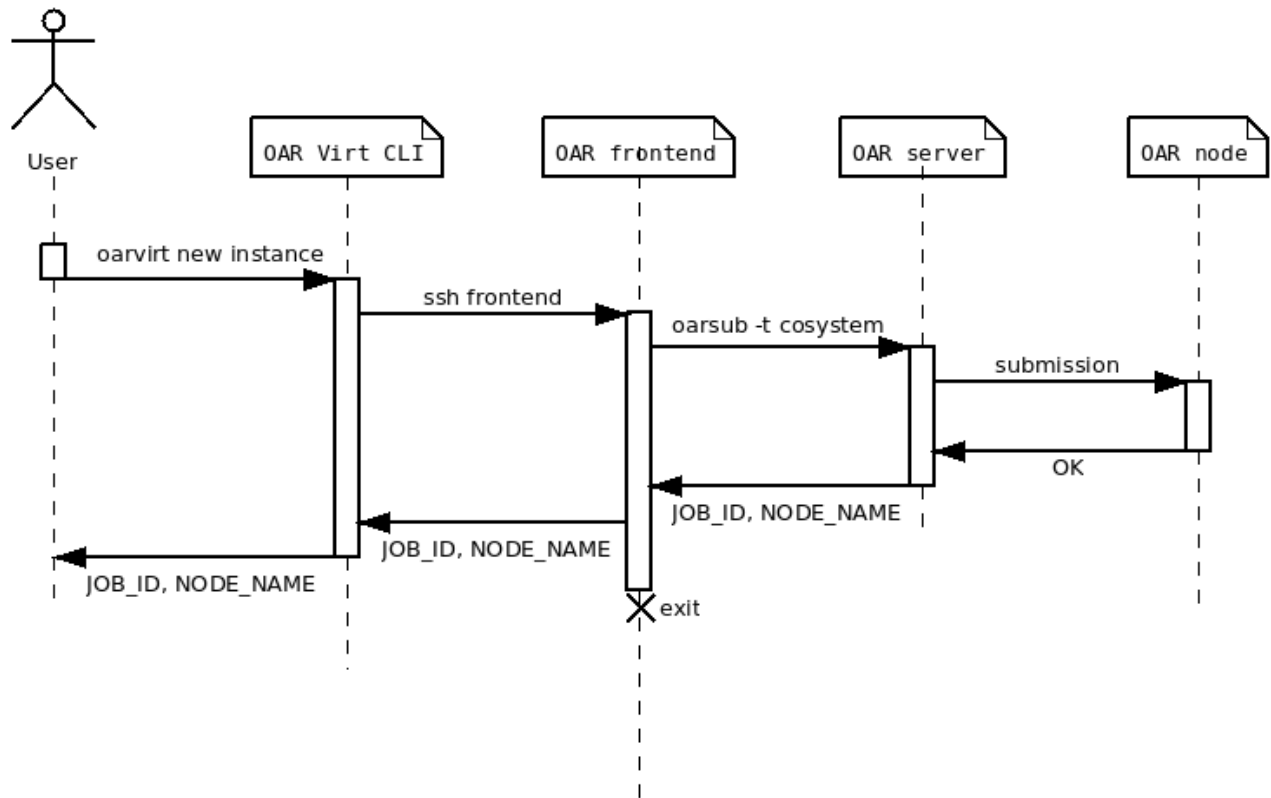 User
OAR Virt CLI
OAR frontend
OAR server
OAR node
oarvirt new instance
ssh frontend
oarsub -t cosystem
submission
OK
JOB_ID, NODE_NAME
JOB_ID, NODE_NAME
JOB_ID, NODE_NAME
exit